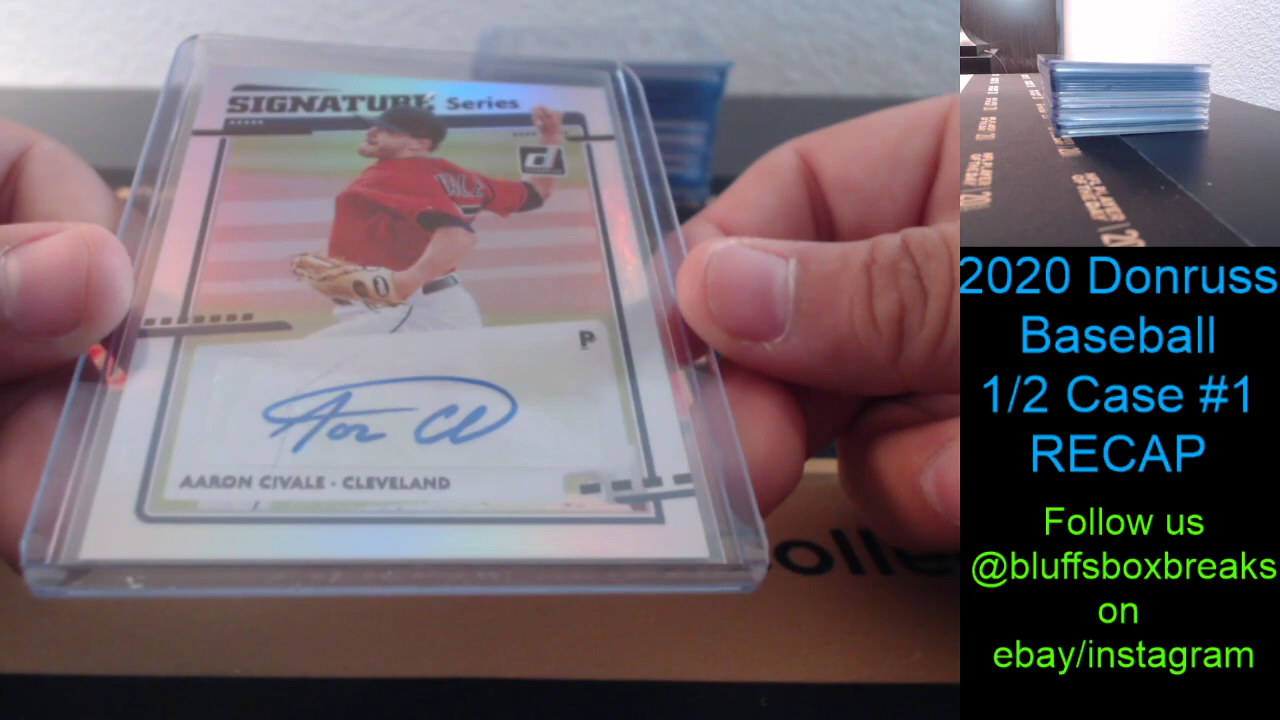 SIGNATURE Series
d
P
AARON CIVALE - CLEVELAND
2020 Donruss
Baseball
1/2 Case #1
RECAP
Follow us
@bluffsboxbreaks
on
ebay/instagram